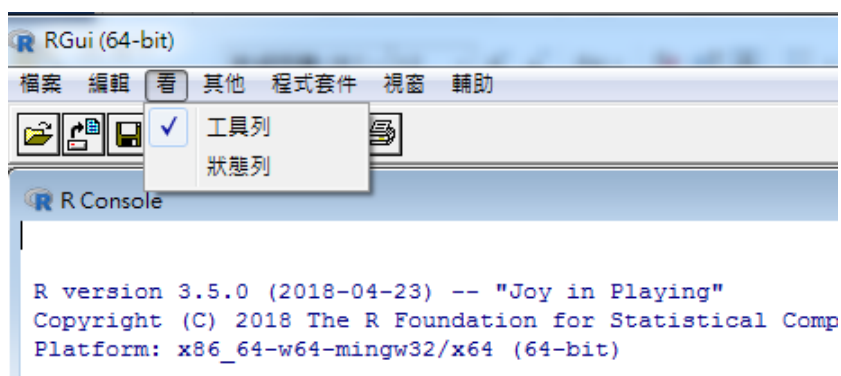 RGui (64-bit)
檔案 編輯 看 其他 程式套件 視窗 輔助
工具列
狀態列
R Console
R version 3.5.0 (2018-04-23) -- "Joy in Playing"
Copyright (C) 2018 The R Foundation for Statistical Comp
Platform: x86_64-w64-mingw32/x64 (64-bit)